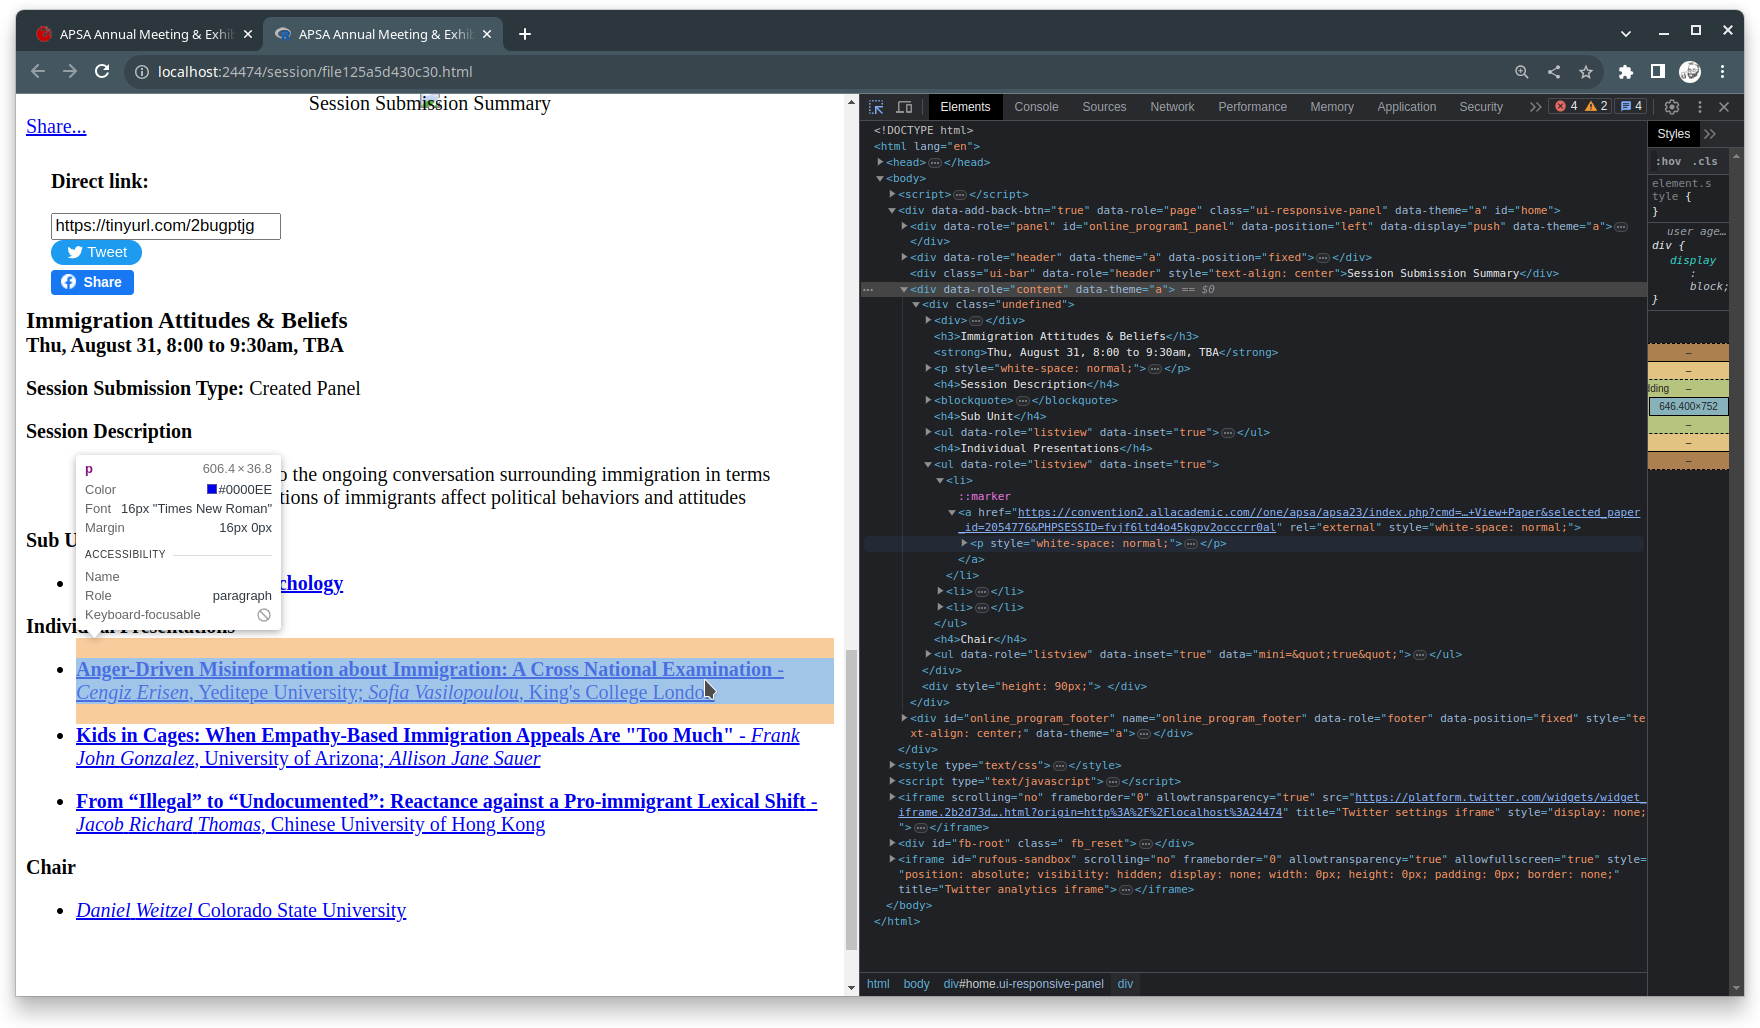 APSA Annual Meeting & Exhib
APSA Annual Meeting & Exhib
localhost:24474/session/file125a5d430c30.html
Session Submission Summary
Share...
Direct link:
https://tinyurl.com/2bugptjg
Tweet
Share
Immigration Attitudes & Beliefs
Thu, August 31, 8:00 to 9:30am, TBA
Session Submission Type: Created Panel
Session Description
o the ongoing conversation surrounding immigration in terms
tions of immigrants affect political behaviors and attitudes
p 606.4 × 36.8
Color #0000EE
Font 16px "Times New Roman"
Margin 16px 0px
ACCESSIBILITY
Name
Role paragraph
Keyboard-focusable
Sub U
chology
Individual Presentations
Anger-Driven Misinformation about Immigration: A Cross National Examination -
Cengiz Erisen, Yeditepe University; Sofia Vasilopoulou, King's College London
Kids in Cages: When Empathy-Based Immigration Appeals Are "Too Much" - Frank
John Gonzalez, University of Arizona; Allison Jane Sauer
From “Illegal” to “Undocumented”: Reactance against a Pro-immigrant Lexical Shift -
Jacob Richard Thomas, Chinese University of Hong Kong
Chair
Daniel Weitzel Colorado State University
Elements Console Sources Network Performance Memory Application Security 4 2 4
<!DOCTYPE html>
<html lang="en">
<head>…</head>
<body>
<script>…</script>
<div data-add-back-btn="true" data-role="page" class="ui-responsive-panel" data-theme="a" id="home">
<div data-role="panel" id="online_program1_panel" data-position="left" data-display="push" data-theme="a">…
</div>
<div data-role="header" data-theme="a" data-position="fixed">…</div>
<div class="ui-bar" data-role="header" style="text-align: center">Session Submission Summary</div>
<div data-role="content" data-theme="a"> == $0
<div class="undefined">
<div>…</div>
<h3>Immigration Attitudes & Beliefs</h3>
<strong>Thu, August 31, 8:00 to 9:30am, TBA</strong>
<p style="white-space: normal;">…</p>
<h4>Session Description</h4>
<blockquote>…</blockquote>
<h4>Sub Unit</h4>
<ul data-role="listview" data-inset="true">…</ul>
<h4>Individual Presentations</h4>
<ul data-role="listview" data-inset="true">
<li>
::marker
<a href="https://convention2.allacademic.com//one/apsa/apsa23/index.php?cmd=…+View+Paper&selected_paper
_id=2054776&PHPSESSID=fvjf6ltd4o45kgpv2occcrr0al" rel="external" style="white-space: normal;">
<p style="white-space: normal;">…</p>
</a>
</li>
<li>…</li>
<li>…</li>
</ul>
<h4>Chair</h4>
<ul data-role="listview" data-inset="true" data="mini=&quot;true&quot;">…</ul>
</div>
<div style="height: 90px;"> </div>
</div>
<div id="online_program_footer" name="online_program_footer" data-role="footer" data-position="fixed" style="te
xt-align: center;" data-theme="a">…</div>
</div>
<style type="text/css">…</style>
<script type="text/javascript">…</script>
<iframe scrolling="no" frameborder="0" allowtransparency="true" src="https://platform.twitter.com/widgets/widget_
iframe.2b2d73d….html?origin=http%3A%2F%2Flocalhost%3A24474" title="Twitter settings iframe" style="display: none;
">…</iframe>
<div id="fb-root" class=" fb_reset">…</div>
<iframe id="rufous-sandbox" scrolling="no" frameborder="0" allowtransparency="true" allowfullscreen="true" style=
"position: absolute; visibility: hidden; display: none; width: 0px; height: 0px; padding: 0px; border: none;"
title="Twitter analytics iframe">…</iframe>
</body>
</html>
html body div#home.ui-responsive-panel div
Styles
:hov .cls
element.s
tyle {
}
user age…
div {
display
:
block;
}
dding
646.400×752